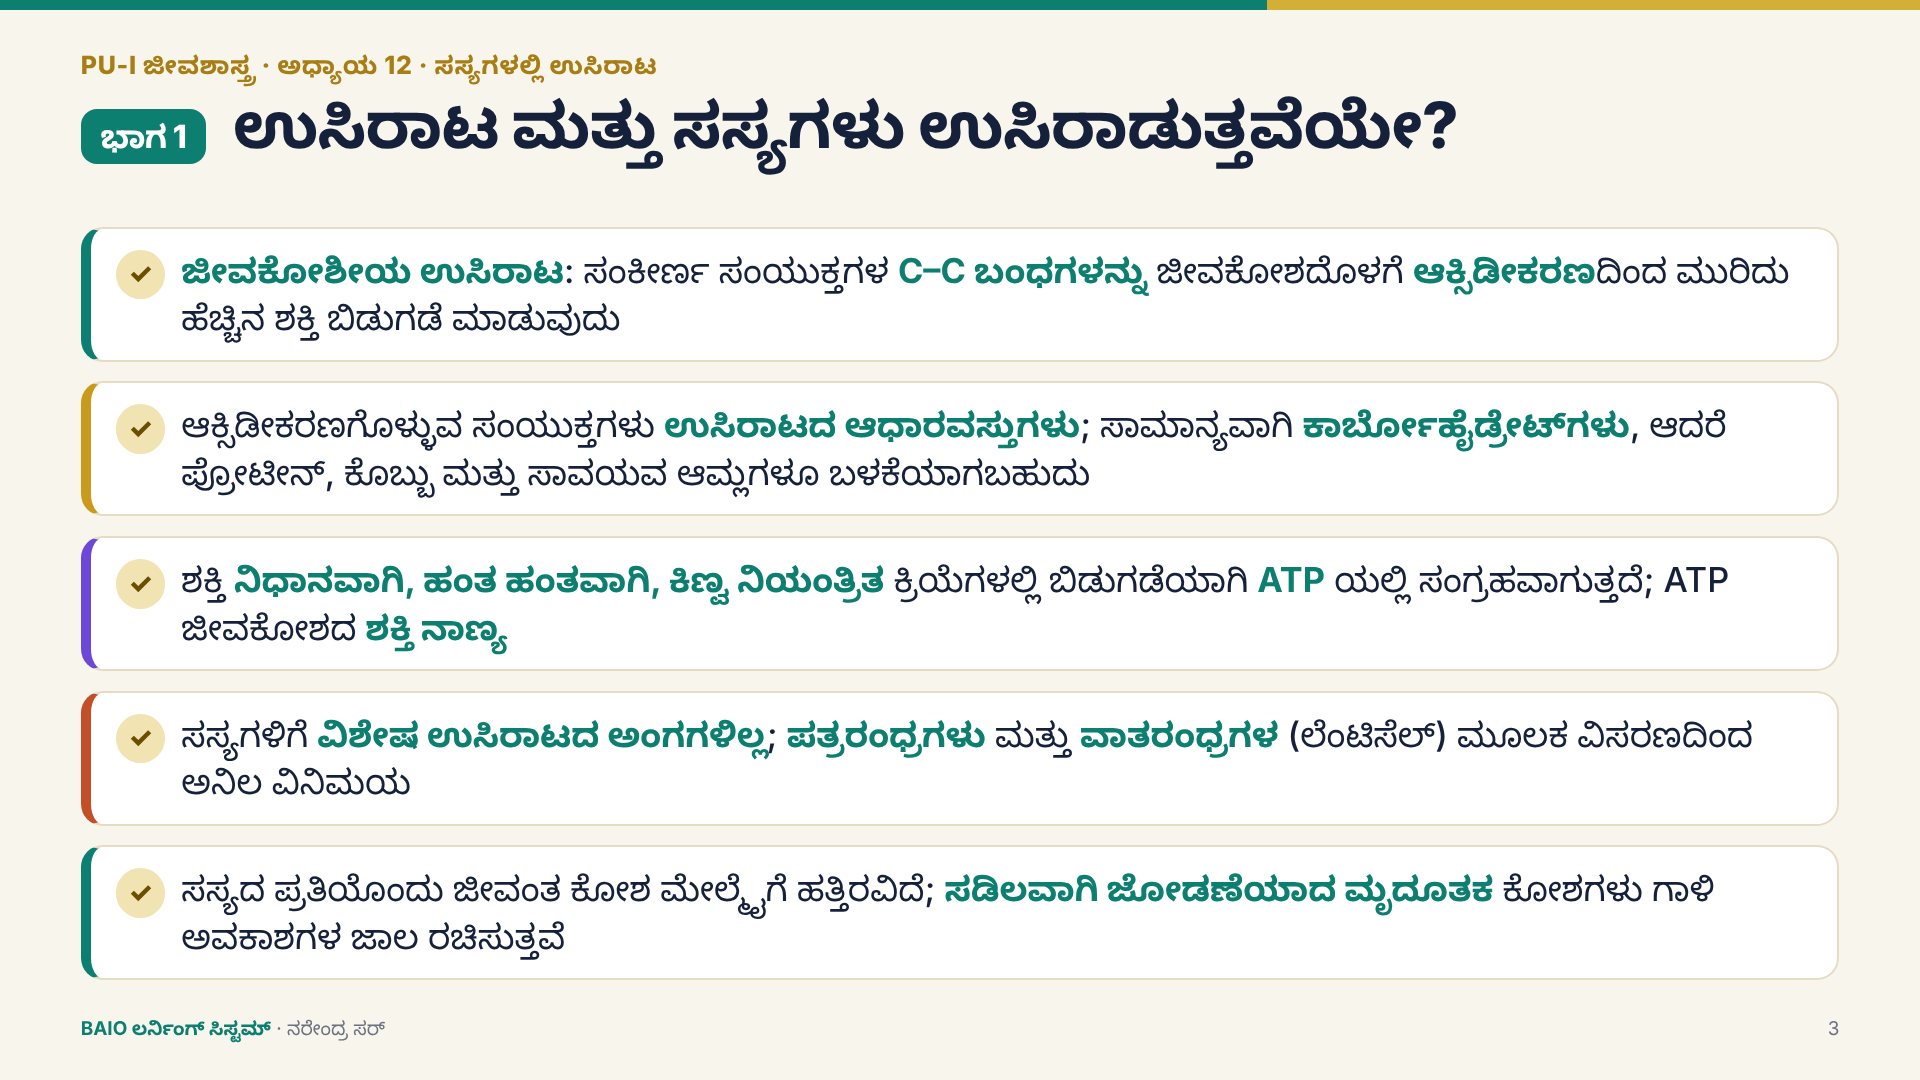 PU-I ಜೀವಶಾಸ್ತ್ರ · ಅಧ್ಯಾಯ 12 · ಸಸ್ಯಗಳಲ್ಲಿ ಉಸಿರಾಟ
ಭಾಗ 1 ಉಸಿರಾಟ ಮತ್ತು ಸಸ್ಯಗಳು ಉಸಿರಾಡುತ್ತವೆಯೇ?
ಜೀವಕೋಶೀಯ ಉಸಿರಾಟ: ಸಂಕೀರ್ಣ ಸಂಯುಕ್ತಗಳ C–C ಬಂಧಗಳನ್ನು ಜೀವಕೋಶದೊಳಗೆ ಆಕ್ಸಿಡೀಕರಣದಿಂದ ಮುರಿದು
ಹೆಚ್ಚಿನ ಶಕ್ತಿ ಬಿಡುಗಡೆ ಮಾಡುವುದು
ಆಕ್ಸಿಡೀಕರಣಗೊಳ್ಳುವ ಸಂಯುಕ್ತಗಳು ಉಸಿರಾಟದ ಆಧಾರವಸ್ತುಗಳು; ಸಾಮಾನ್ಯವಾಗಿ ಕಾರ್ಬೋಹೈಡ್ರೇಟ್‌ಗಳು, ಆದರೆ
ಪ್ರೋಟೀನ್, ಕೊಬ್ಬು ಮತ್ತು ಸಾವಯವ ಆಮ್ಲಗಳೂ ಬಳಕೆಯಾಗಬಹುದು
ಶಕ್ತಿ ನಿಧಾನವಾಗಿ, ಹಂತ ಹಂತವಾಗಿ, ಕಿಣ್ವ ನಿಯಂತ್ರಿತ ಕ್ರಿಯೆಗಳಲ್ಲಿ ಬಿಡುಗಡೆಯಾಗಿ ATP ಯಲ್ಲಿ ಸಂಗ್ರಹವಾಗುತ್ತದೆ; ATP
ಜೀವಕೋಶದ ಶಕ್ತಿ ನಾಣ್ಯ
ಸಸ್ಯಗಳಿಗೆ ವಿಶೇಷ ಉಸಿರಾಟದ ಅಂಗಗಳಿಲ್ಲ; ಪತ್ರರಂಧ್ರಗಳು ಮತ್ತು ವಾತರಂಧ್ರಗಳ (ಲೆಂಟಿಸೆಲ್) ಮೂಲಕ ವಿಸರಣದಿಂದ
ಅನಿಲ ವಿನಿಮಯ
ಸಸ್ಯದ ಪ್ರತಿಯೊಂದು ಜೀವಂತ ಕೋಶ ಮೇಲ್ಮೈಗೆ ಹತ್ತಿರವಿದೆ; ಸಡಿಲವಾಗಿ ಜೋಡಣೆಯಾದ ಮೃದೂತಕ ಕೋಶಗಳು ಗಾಳಿ
ಅವಕಾಶಗಳ ಜಾಲ ರಚಿಸುತ್ತವೆ
BAIO ಲರ್ನಿಂಗ್ ಸಿಸ್ಟಮ್ · ನರೇಂದ್ರ ಸರ್
3